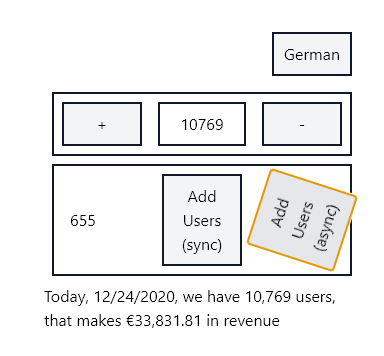 German
+ 10769 -
655
Add
Users
(sync)
Add
Users
(async)
Today, 12/24/2020, we have 10,769 users,
that makes €33,831.81 in revenue